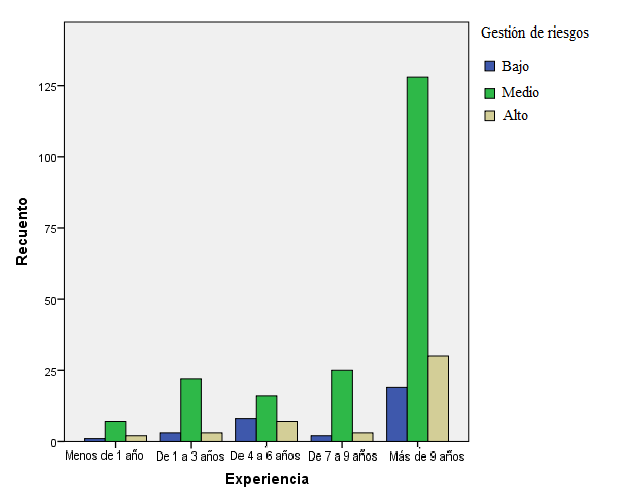 Gestión de riesgos
Bajo
Medio
Alto
Recuento
125
100
75
50
25
0
Menos de 1 año De 1 a 3 años De 4 a 6 años De 7 a 9 años Más de 9 años
Experiencia